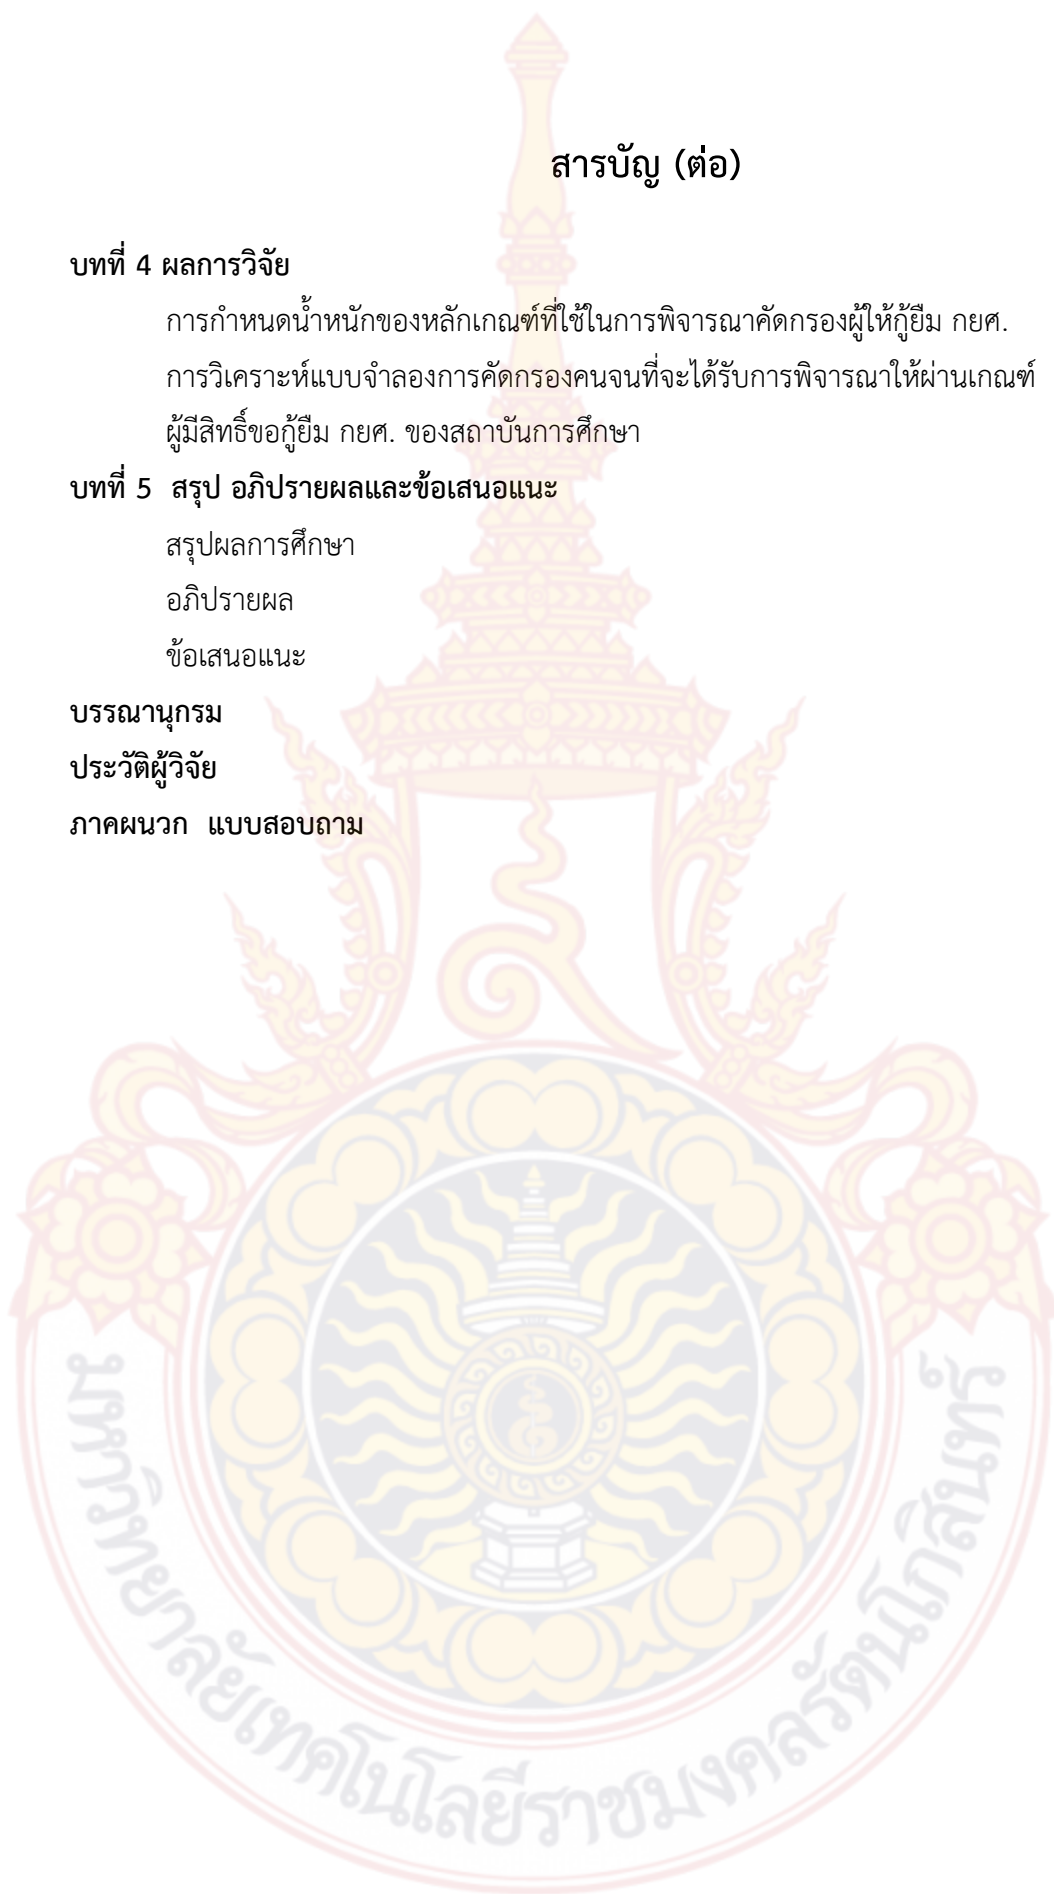 สารบัญ (ต่อ)
บทที่ 4 ผลการวิจัย
การกำหนดน้ำหนักของหลักเกณฑ์ที่ใช้ในการพิจารณาคัดกรองผู้ให้กู้ยืม กยศ.
การวิเคราะห์แบบจำลองการคัดกรองคนจนที่จะได้รับการพิจารณาให้ผ่านเกณฑ์
ผู้มีสิทธิ์ขอกู้ยืม กยศ. ของสถาบันการศึกษา
บทที่ 5 สรุป อภิปรายผลและข้อเสนอแนะ
สรุปผลการศึกษา
อภิปรายผล
ข้อเสนอแนะ
บรรณานุกรม
ประวัติผู้วิจัย
ภาคผนวก แบบสอบถาม
มหาวิทยาลัยเทคโนโลยีราชมงคลรัตนโกสินทร์